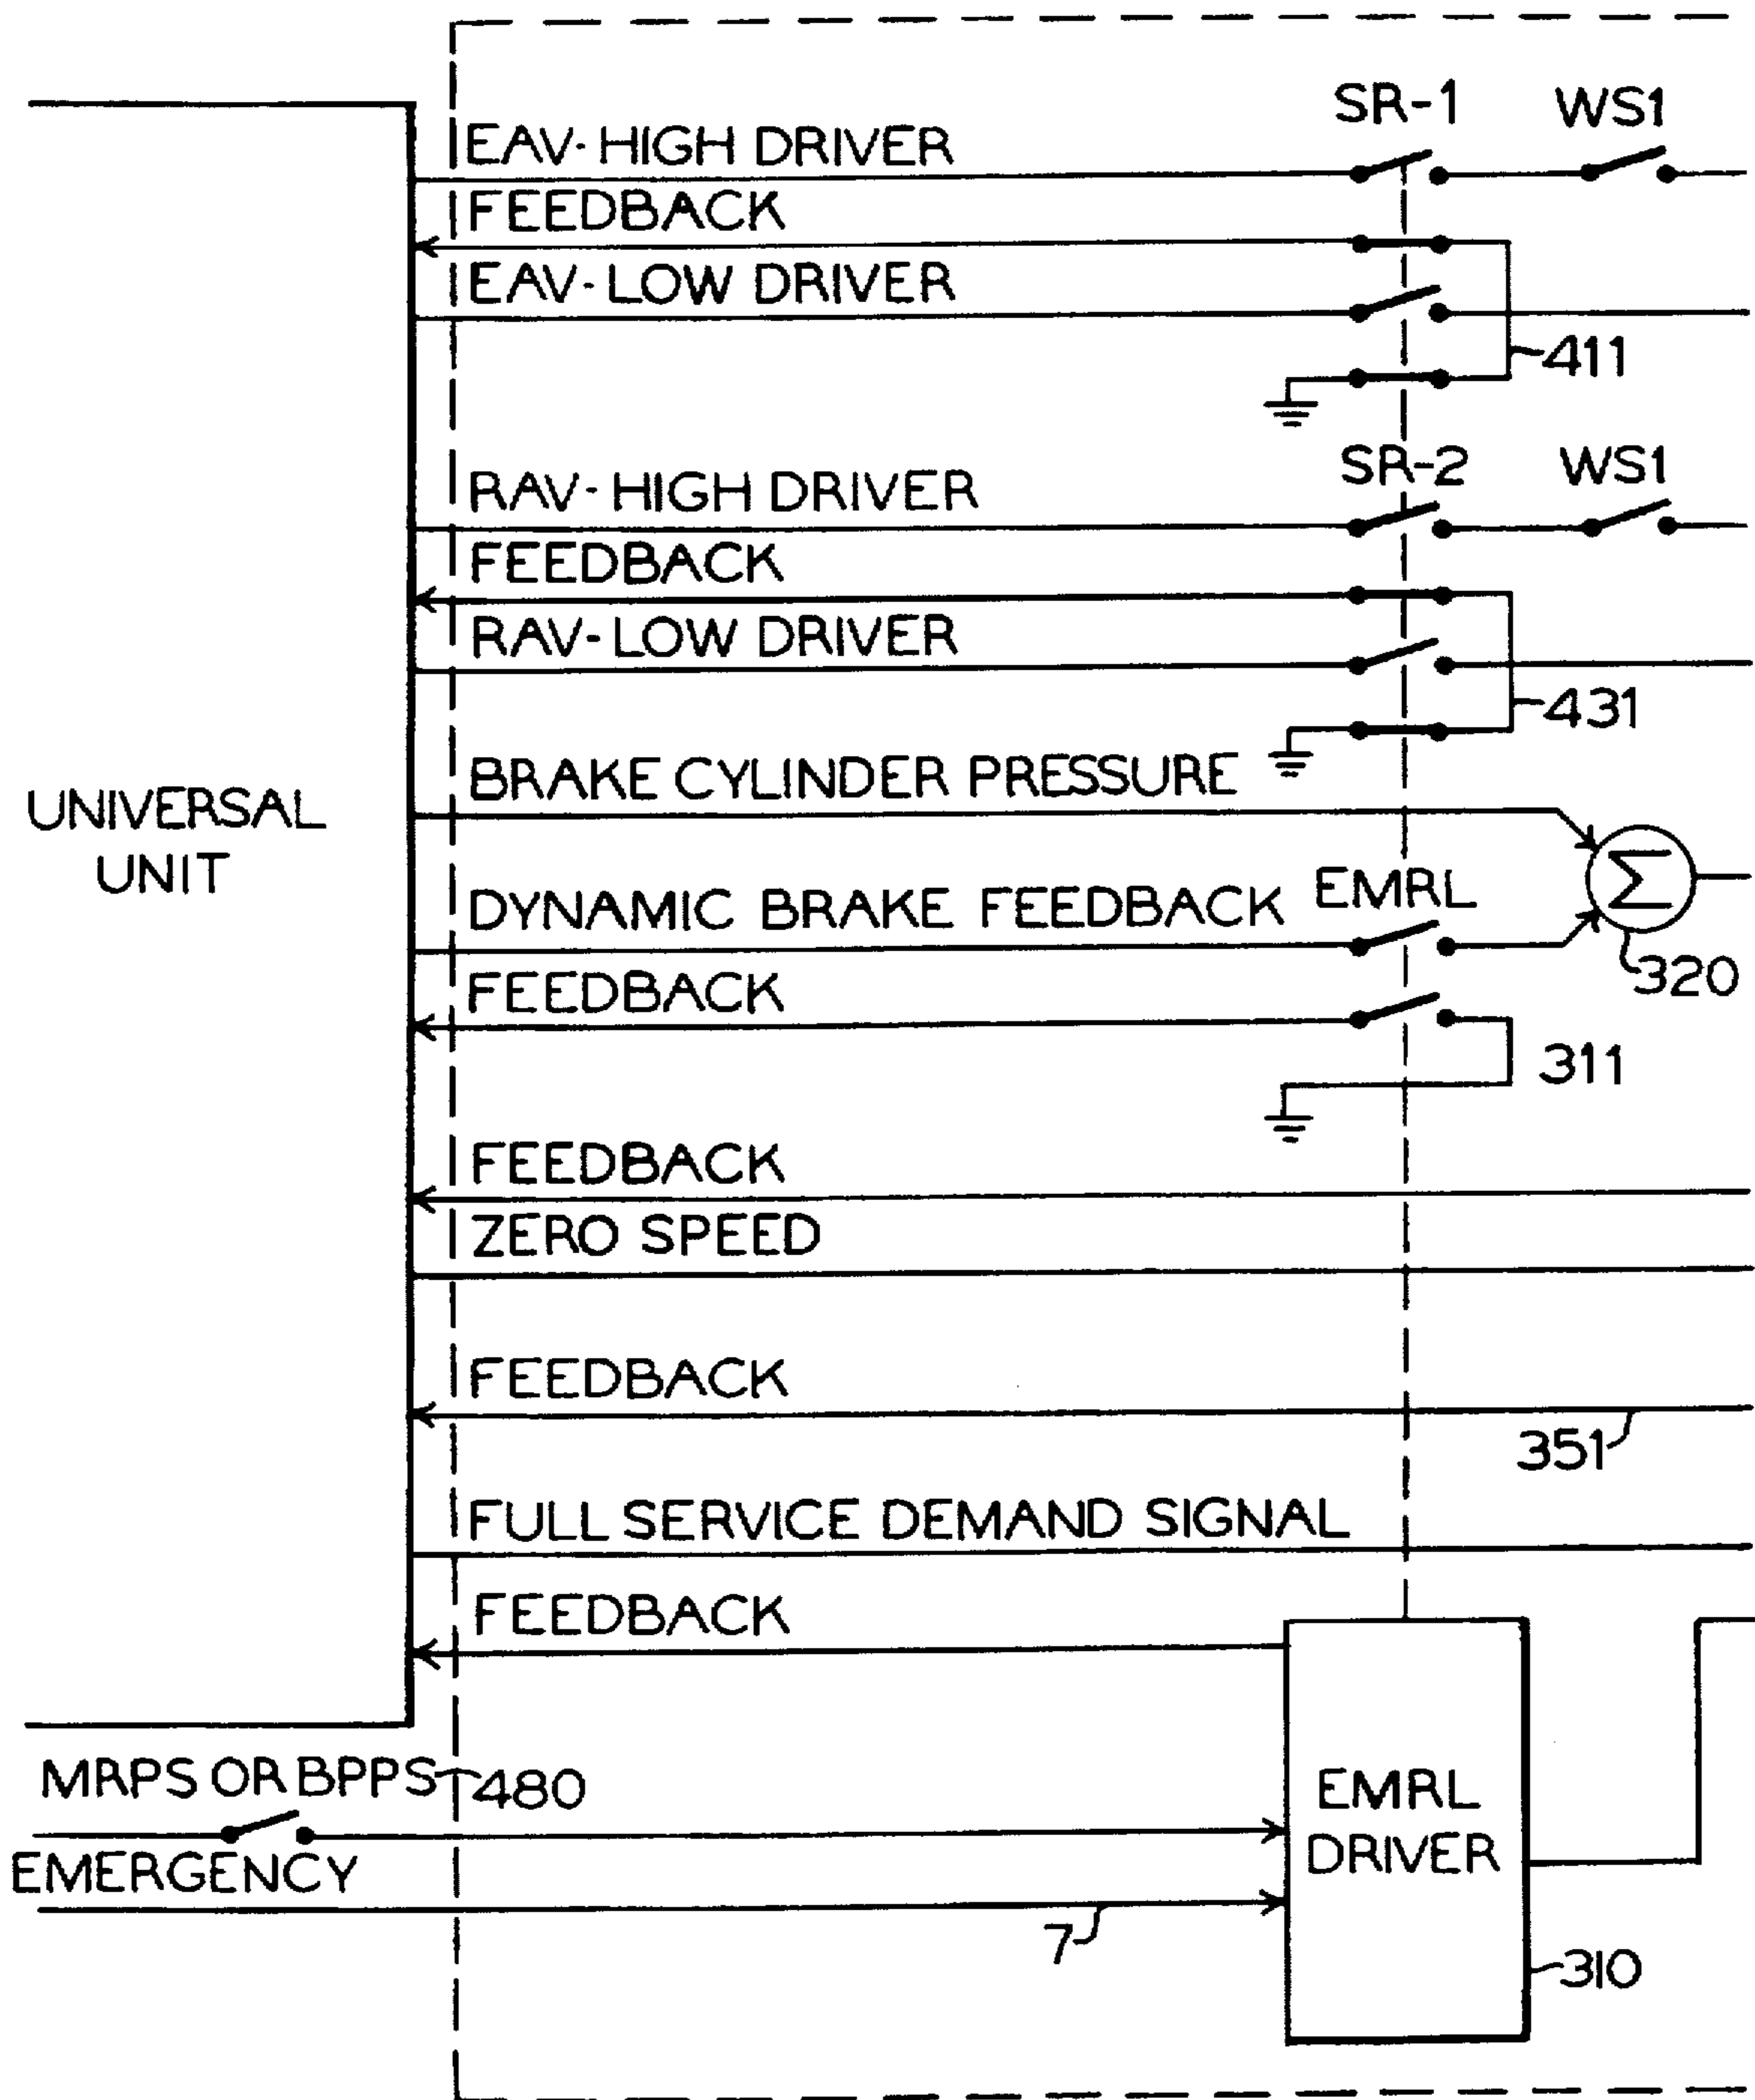 SR-1 WS1
EAV-HIGH DRIVER
FEEDBACK
EAV-LOW DRIVER
411
SR-2 WS1
RAV-HIGH DRIVER
FEEDBACK
RAV-LOW DRIVER
431
BRAKE CYLINDER PRESSURE
UNIVERSAL
UNIT
Σ
DYNAMIC BRAKE FEEDBACK EMRL
320
FEEDBACK
311
FEEDBACK
ZERO SPEED
FEEDBACK
351
FULL SERVICE DEMAND SIGNAL
FEEDBACK
MRPS OR BPPS 480
EMRL
DRIVER
EMERGENCY
7
310